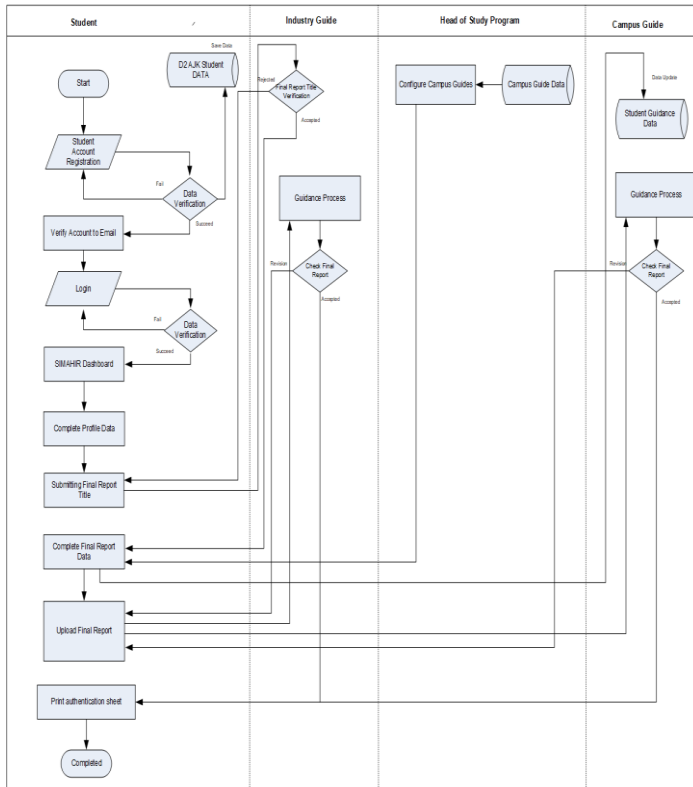 Student
Industry Guide
Head of Study Program
Campus Guide
Save Data
D2 AJK Student
DATA
Rejected
Final Report Title
Verification
Accepted
Configure Campus Guides
Campus Guide Data
Data Update
Student Guidance
Data
Start
Student
Account
Registration
Fail
Data
Verification
Succeed
Guidance Process
Guidance Process
Verify Account to Email
Revision
Check Final
Report
Accepted
Revision
Check Final
Report
Accepted
Login
Fail
Data
Verification
Succeed
SIMAHIR Dashboard
Complete Profile Data
Submitting Final Report
Title
Complete Final Report
Data
Upload Final Report
Print authentication sheet
Completed